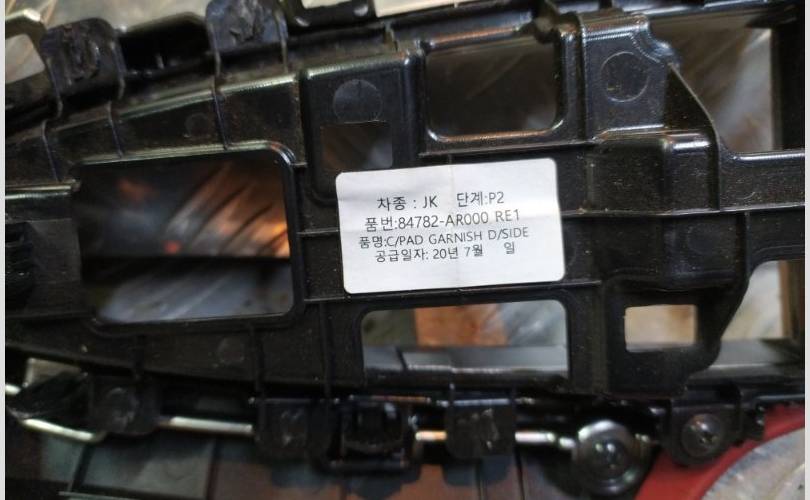 차종 : JK 단계:P2
품번:84782-AR000 RE1
품명:C/PAD GARNISH D/SIDE
공급일자: 20년 7월 일